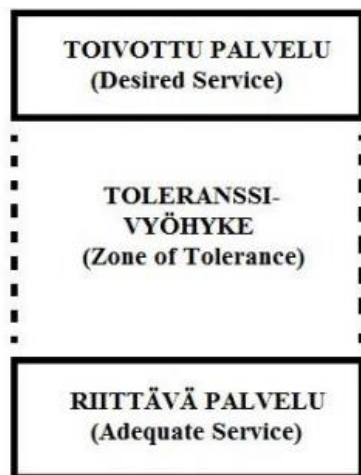 TOIVOTTU PALVELU
(Desired Service)
TOLERANSSI-
VYÖHYKE
(Zone of Tolerance)
RIITTÄVÄ PALVELU
(Adequate Service)